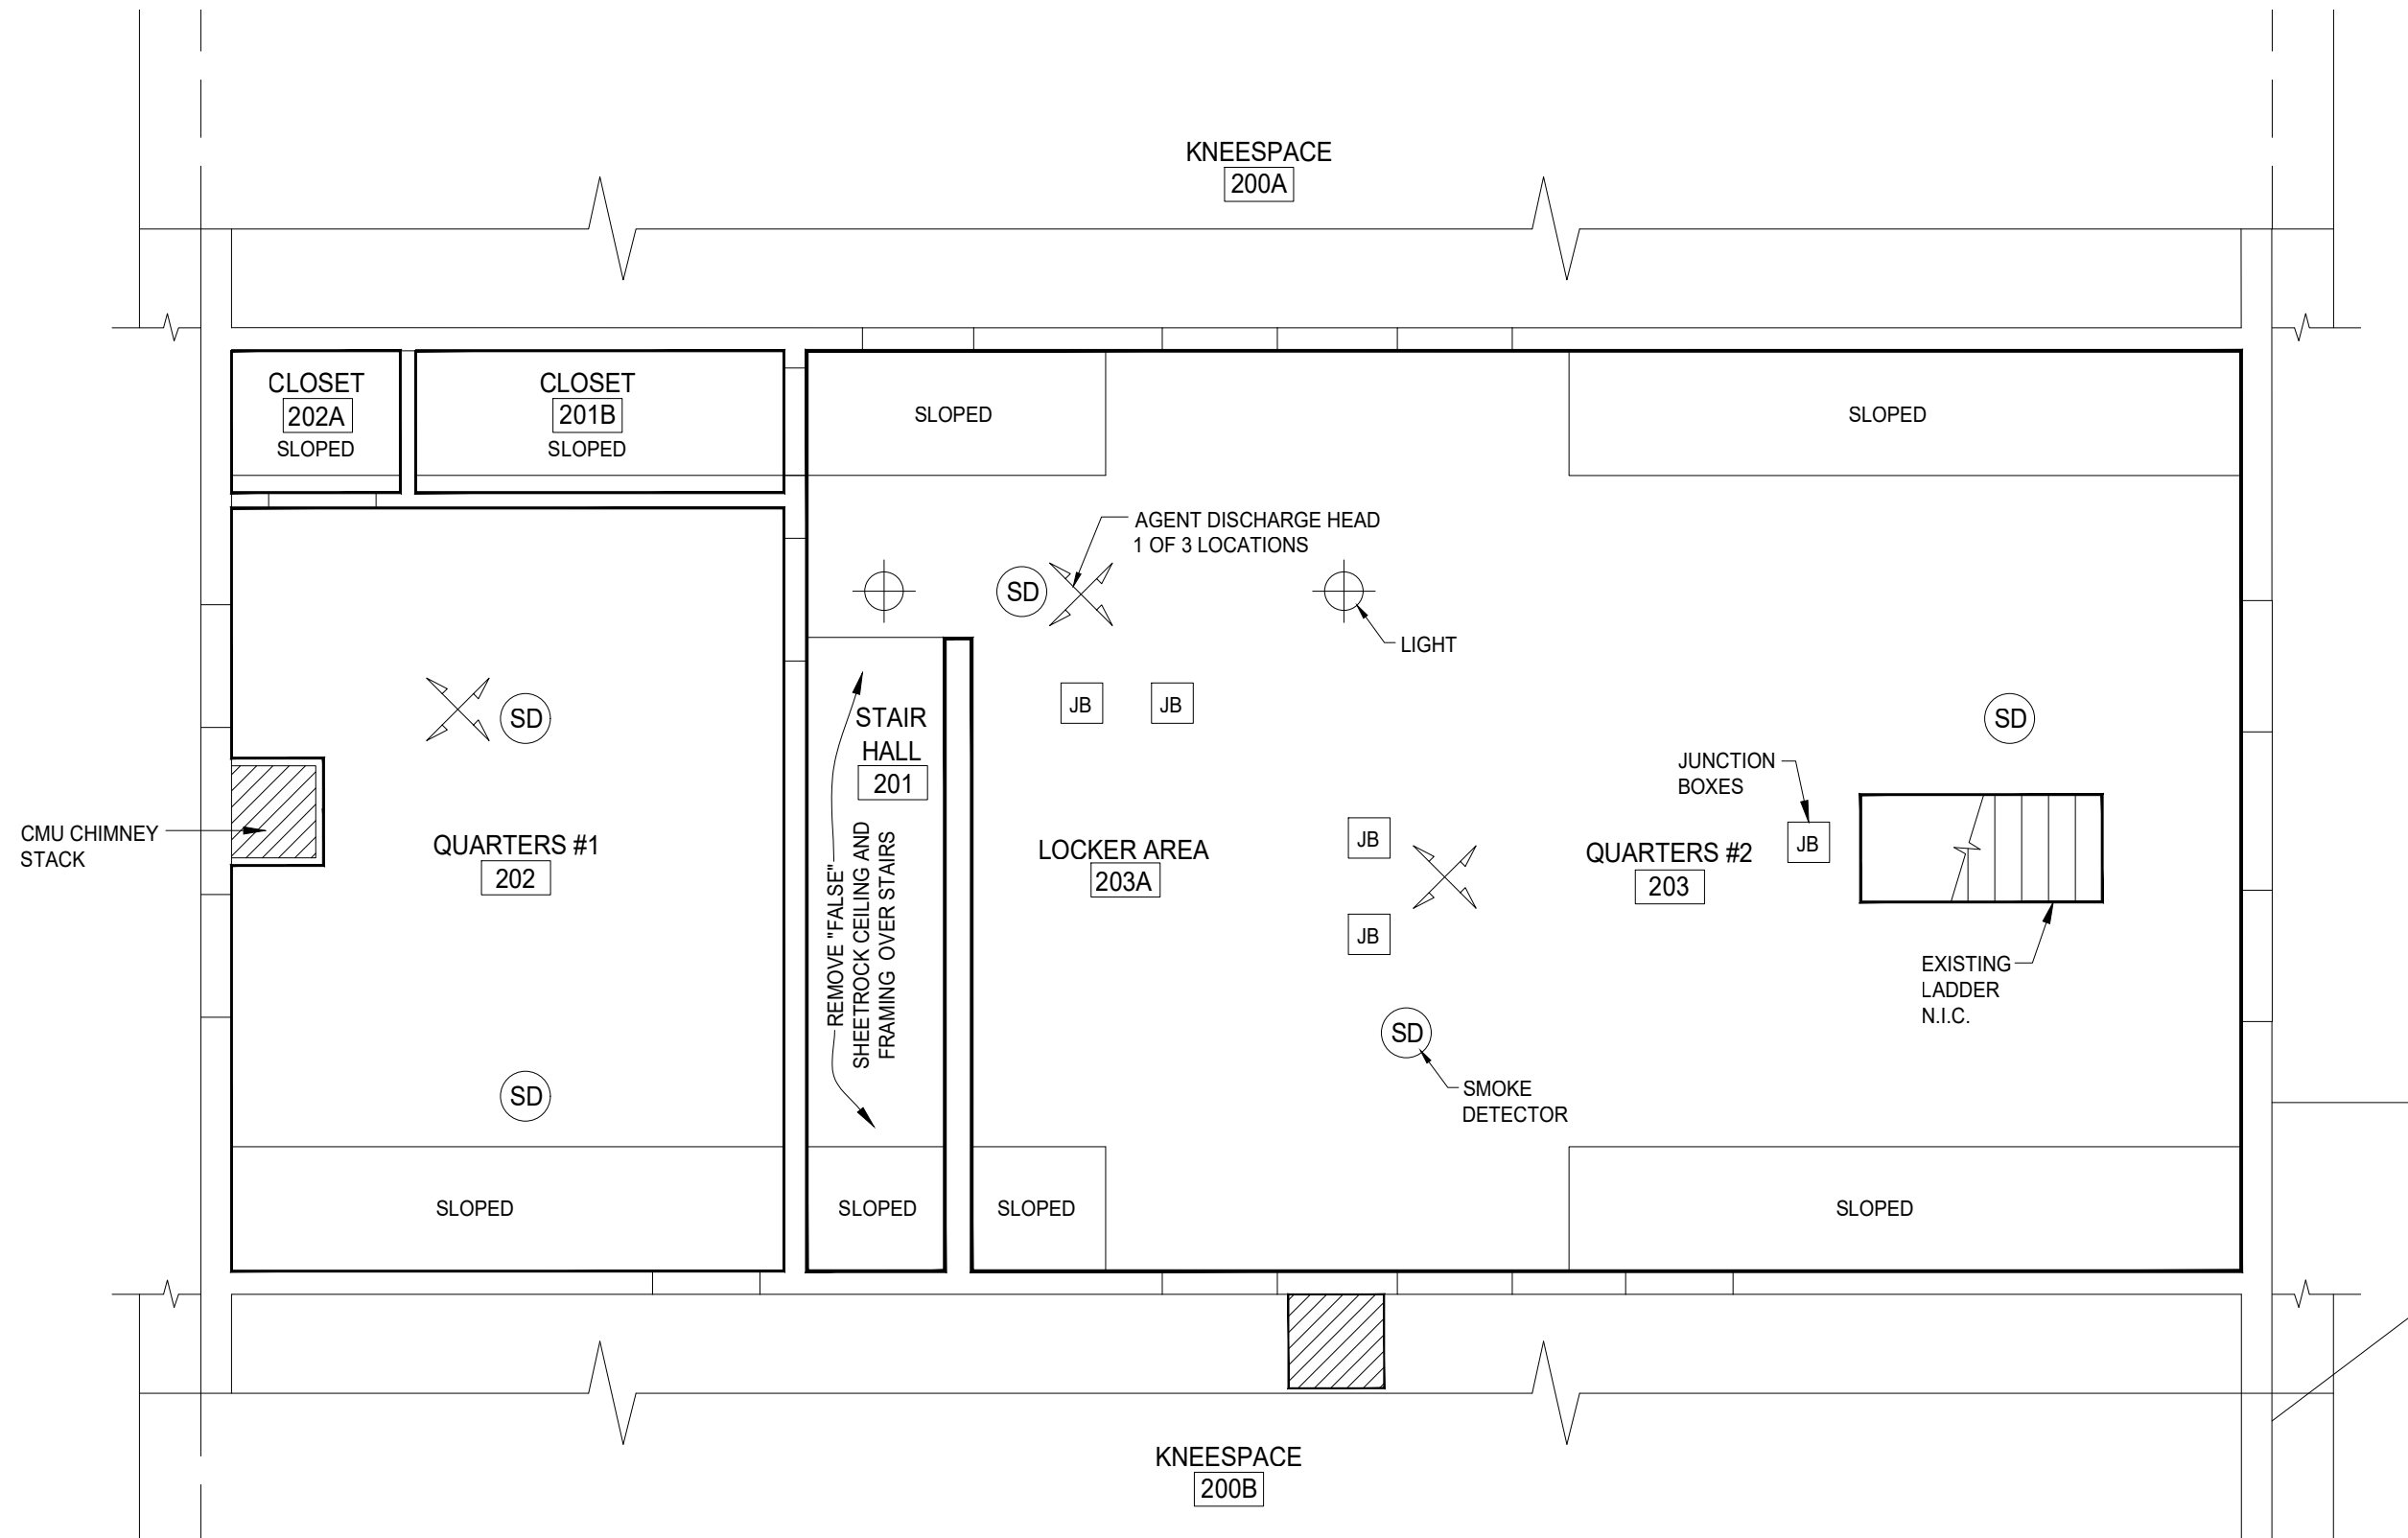 KNEESPACE
200A
CLOSET
202A
SLOPED
CLOSET
201B
SLOPED
SLOPED
SLOPED
AGENT DISCHARGE HEAD
1 OF 3 LOCATIONS
SD
LIGHT
SD
STAIR
HALL
201
JB
JB
SD
JUNCTION
BOXES
CMU CHIMNEY
STACK
QUARTERS #1
202
REMOVE "FALSE"
SHEETROCK CEILING AND
FRAMING OVER STAIRS
LOCKER AREA
203A
JB
QUARTERS #2
203
JB
JB
EXISTING
LADDER
N.I.C.
SD
SD
SMOKE
DETECTOR
SLOPED
SLOPED
SLOPED
SLOPED
KNEESPACE
200B